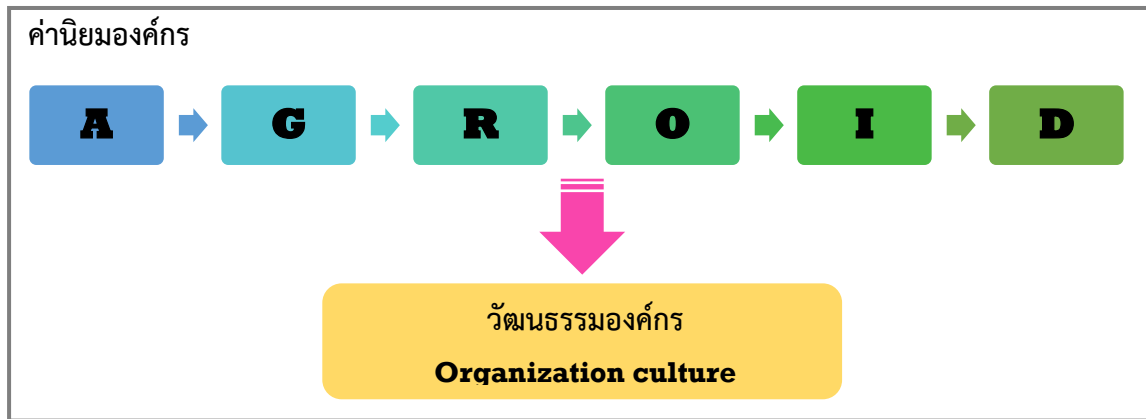 ค่านิยมองค์กร
A G R O I D
วัฒนธรรมองค์กร
Organization culture